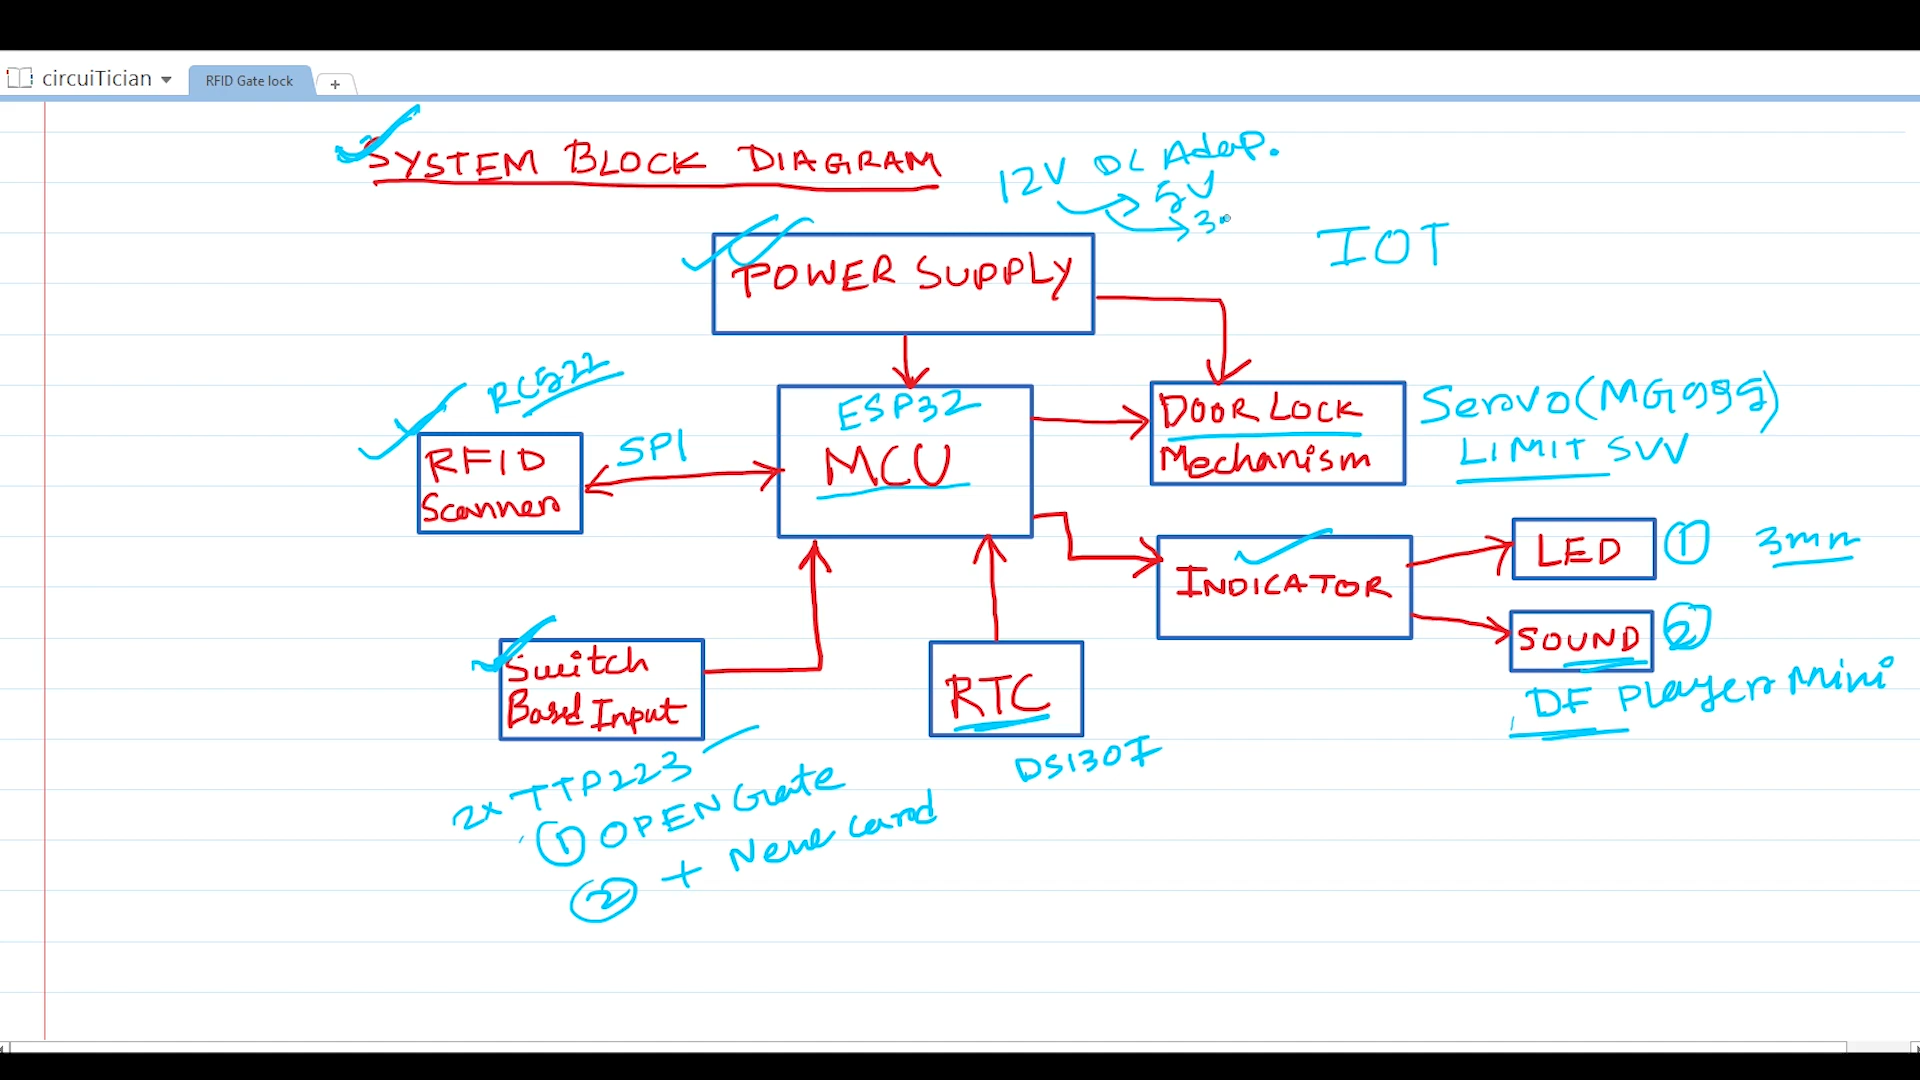 circuiTician
RFID Gate lock
+
SYSTEM BLOCK DIAGRAM
12V DC Adap.
5V
3.
IOT
POWER SUPPLY
RC522
RFID
Scanner
SPI
ESP32
MCU
DOOR LOCK
Mechanism
Servo (MG995)
LIMIT SW
INDICATOR
LED
① 3mm
SOUND
②
DF Player Mini
Switch
Based Input
RTC
DS1307
2x TTP223
① OPEN Gate
② + New card